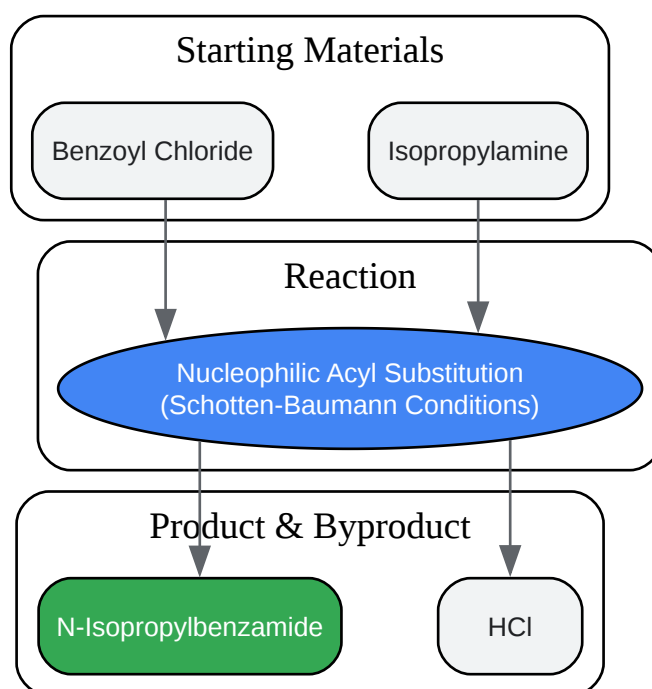 Starting Materials
Benzoyl Chloride
Isopropylamine
Reaction
Nucleophilic Acyl Substitution
(Schotten-Baumann Conditions)
Product & Byproduct
N-Isopropylbenzamide
HCl